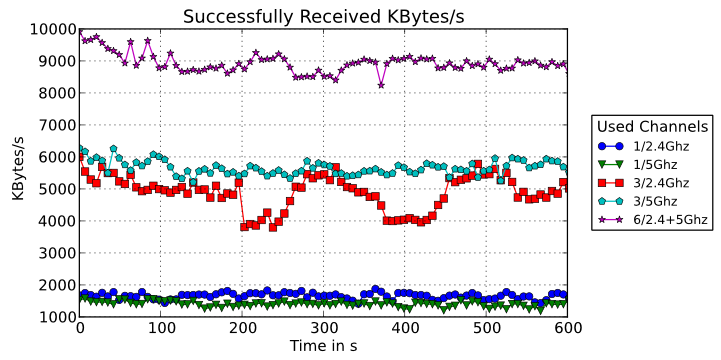 Successfully Received KBytes/s
10000
9000
8000
7000
6000
5000
4000
3000
2000
1000
KBytes/s
0
100
200
300
400
500
600
Time in s
Used Channels
1/2.4Ghz
1/5Ghz
3/2.4Ghz
3/5Ghz
6/2.4+5Ghz